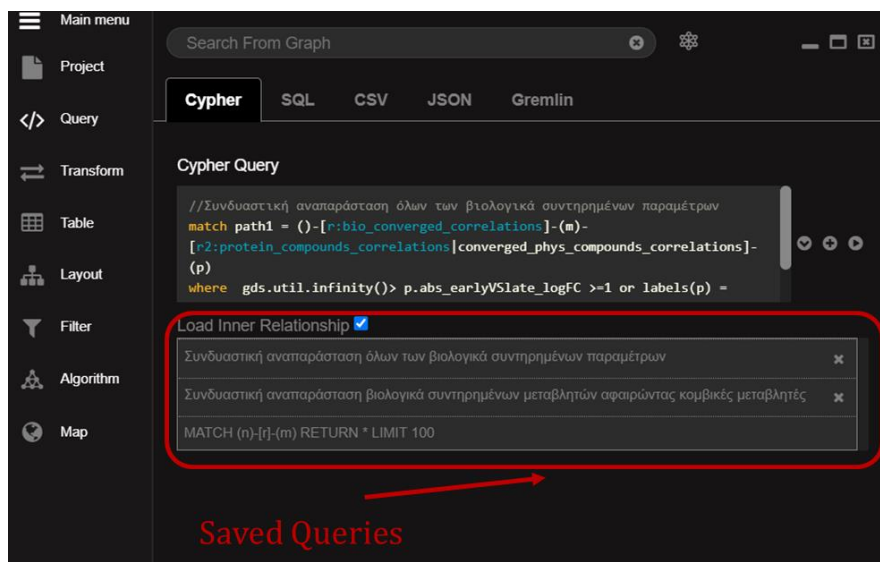 Main menu
Search From Graph
Project
Cypher SQL CSV JSON Gremlin
Query
Cypher Query
Transform
//Συνδυαστική αναπαράσταση όλων των βιολογικά συντηρημένων παραμέτρων
match path1 = ()-[r:bio_converged_correlations]-(m)-
Table
[r2:protein_compounds_correlations|converged_phys_compounds_correlations]-
(p)
Layout
where gds.util.infinity()> p.abs_earlyVSlate_logFC >=1 or labels(p) =
Filter
Load Inner Relationship
Συνδυαστική αναπαράσταση όλων των βιολογικά συντηρημένων παραμέτρων
Algorithm
Συνδυαστική αναπαράσταση βιολογικά συντηρημένων μεταβλητών αφαιρώντας κομβικές μεταβλητές
Map
MATCH (n)-[r]-(m) RETURN * LIMIT 100
Saved Queries